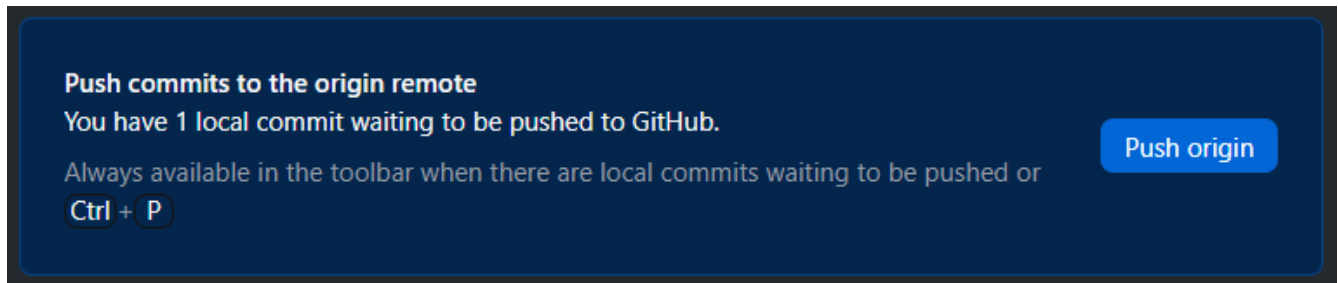 Push commits to the origin remote
You have 1 local commit waiting to be pushed to GitHub.
Push origin
Always available in the toolbar when there are local commits waiting to be pushed or
Ctrl + P